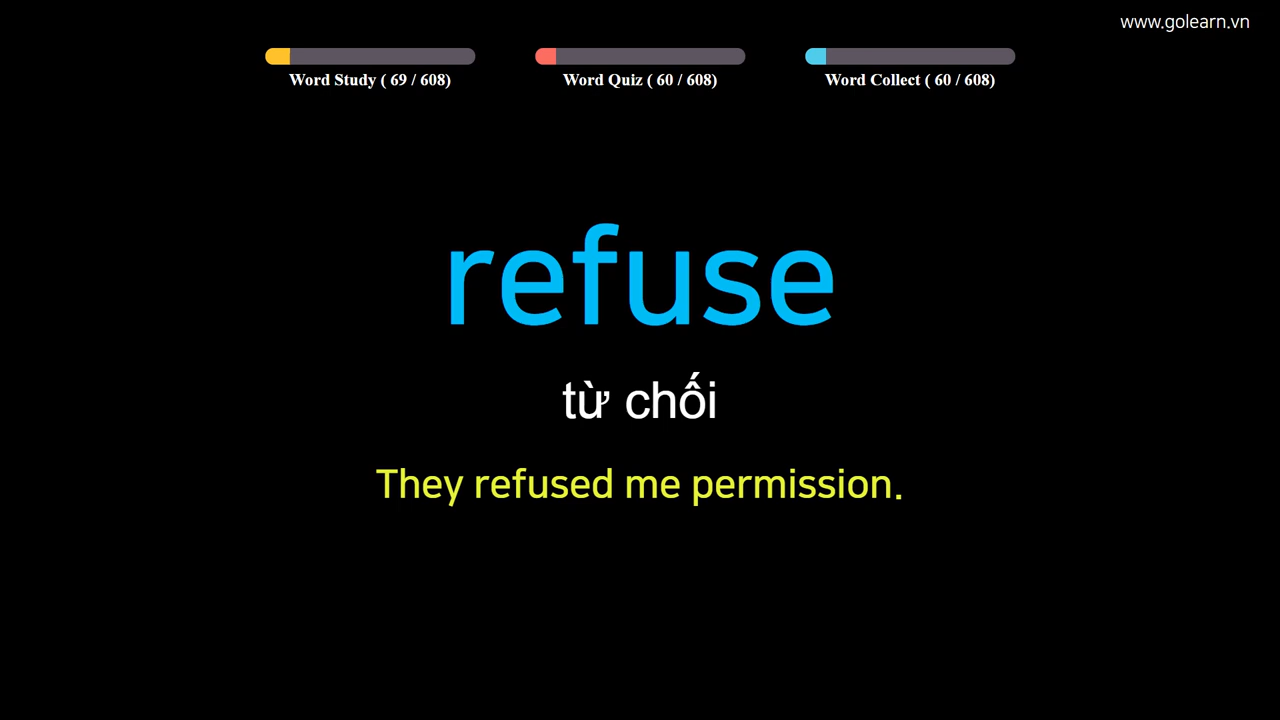 www.golearn.vn
Word Study ( 69 / 608)
Word Quiz ( 60 / 608)
Word Collect ( 60 / 608)
refuse
từ chối
They refused me permission.